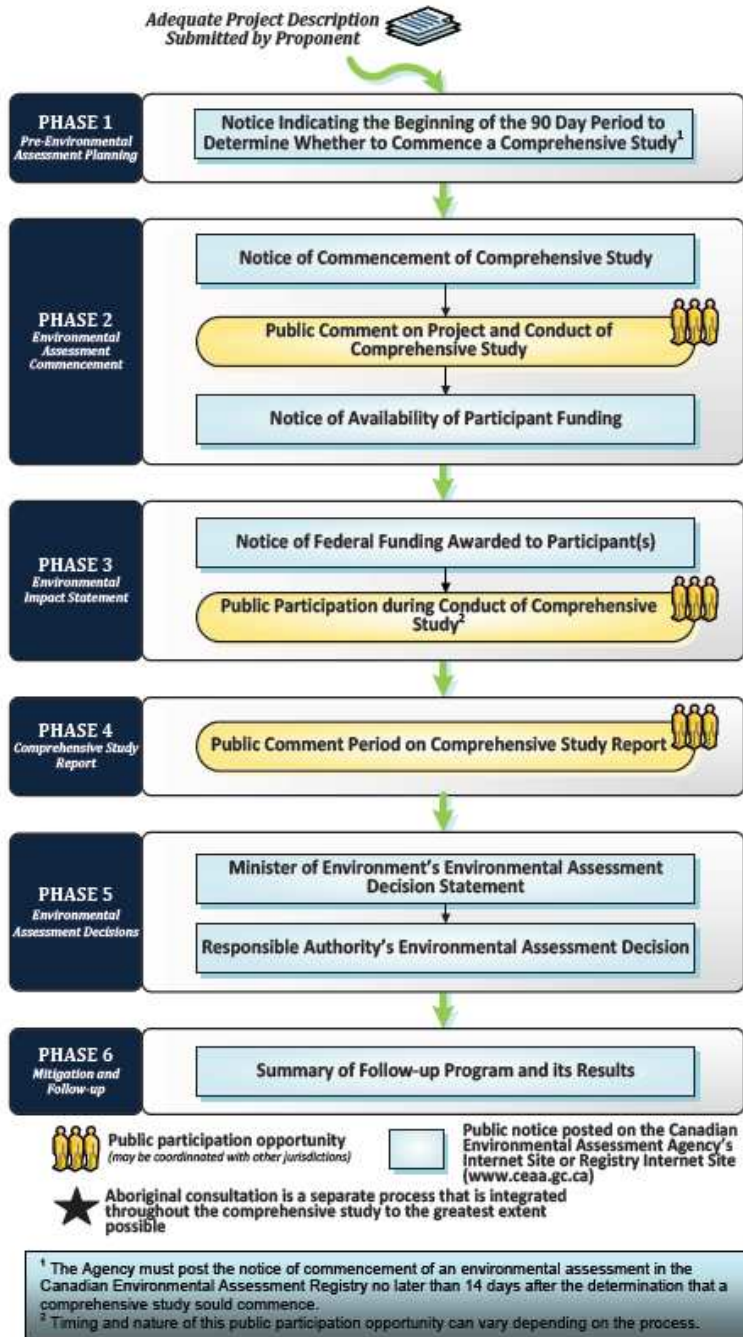 Adequate Project Description
Submitted by Proponent
PHASE 1
Pre-Environmental
Assessment Planning
Notice Indicating the Beginning of the 90 Day Period to
Determine Whether to Commence a Comprehensive Study¹
PHASE 2
Environmental
Assessment
Commencement
Notice of Commencement of Comprehensive Study
Public Comment on Project and Conduct of
Comprehensive Study
Notice of Availability of Participant Funding
PHASE 3
Environmental
Impact Statement
Notice of Federal Funding Awarded to Participant(s)
Public Participation during Conduct of Comprehensive
Study²
PHASE 4
Comprehensive Study
Report
Public Comment Period on Comprehensive Study Report
PHASE 5
Environmental
Assessment Decisions
Minister of Environment's Environmental Assessment
Decision Statement
Responsible Authority's Environmental Assessment Decision
PHASE 6
Mitigation and
Follow-up
Summary of Follow-up Program and its Results
Public participation opportunity
(may be coordinnated with other jurisdictions)
Public notice posted on the Canadian
Environmental Assessment Agency's
Internet Site or Registry Internet Site
(www.ceaa.gc.ca)
Aboriginal consultation is a separate process that is integrated
throughout the comprehensive study to the greatest extent
possible
¹ The Agency must post the notice of commencement of an environmental assessment in the
Canadian Environmental Assessment Registry no later than 14 days after the determination that a
comprehensive study sould commence.
² Timing and nature of this public participation opportunity can vary depending on the process.